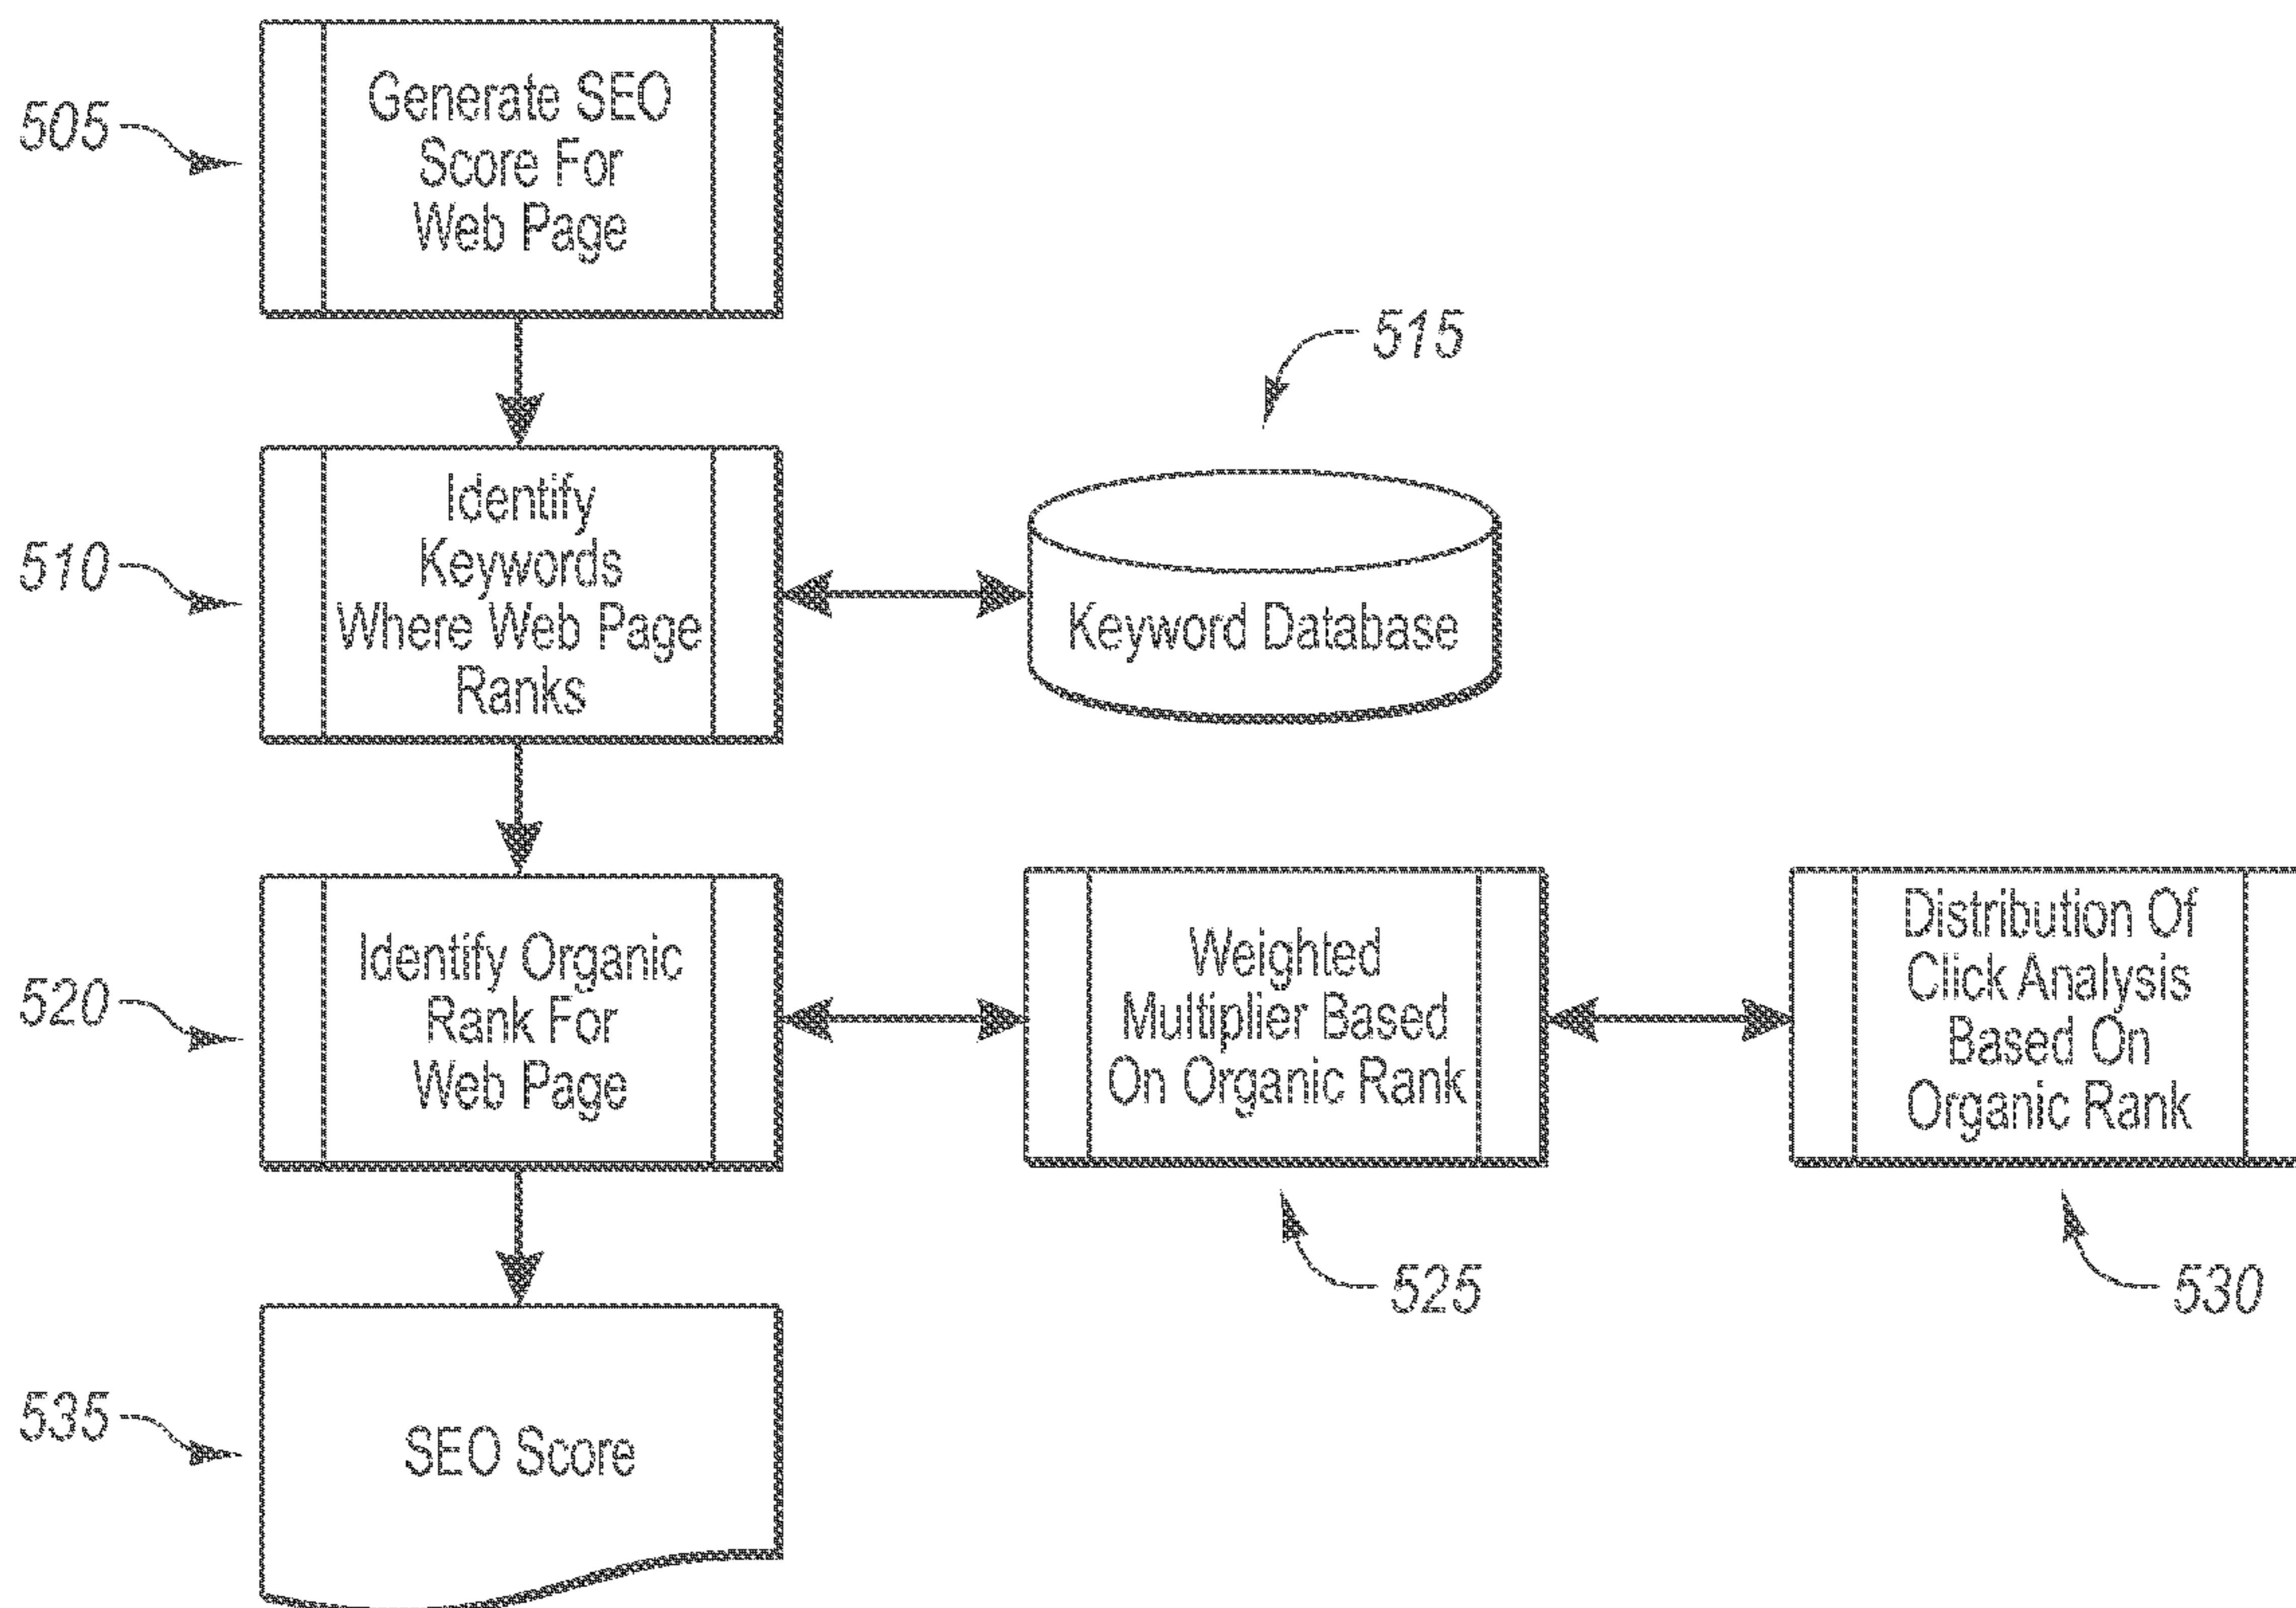 505
Generate SEO
Score For
Web Page
515
510
Identify
Keywords
Where Web Page
Ranks
Keyword Database
520
Identify Organic
Rank For
Web Page
Weighted
Multiplier Based
On Organic Rank
Distribution Of
Click Analysis
Based On
Organic Rank
525
530
535
SEO Score